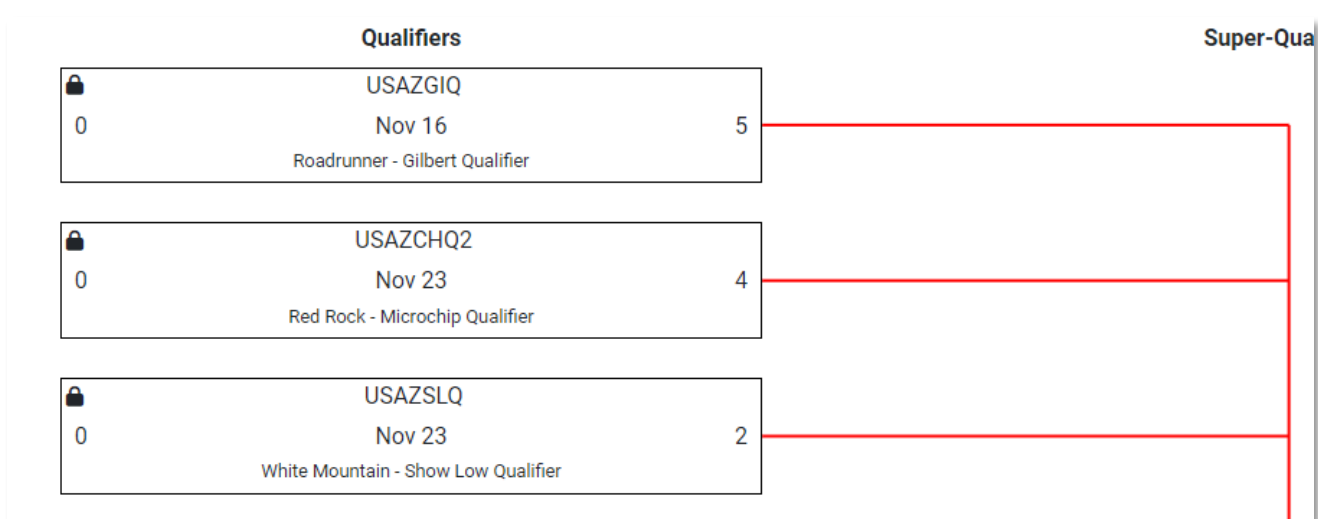 Qualifiers
Super-Qua
USAZGIQ
0 Nov 16 5
Roadrunner - Gilbert Qualifier
USAZCHQ2
0 Nov 23 4
Red Rock - Microchip Qualifier
USAZSLQ
0 Nov 23 2
White Mountain - Show Low Qualifier